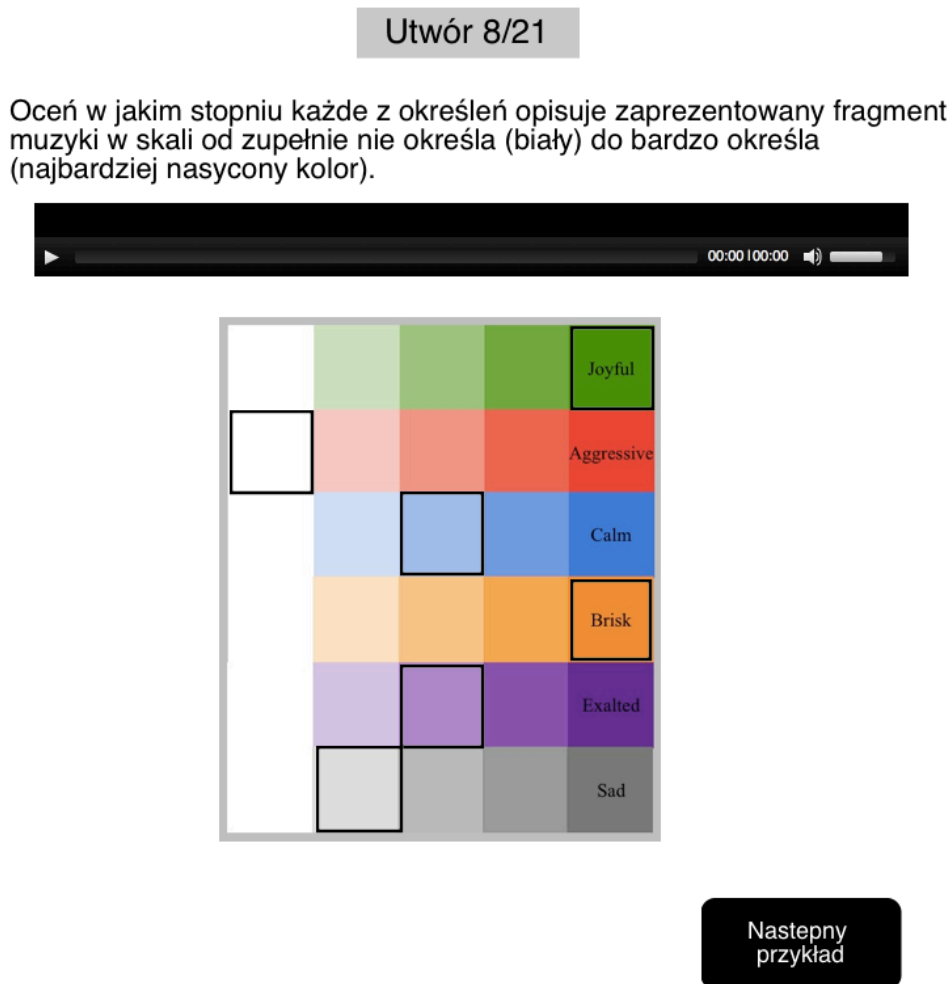 Utwór 8/21
Oceń w jakim stopniu każde z określeń opisuje zaprezentowany fragment
muzyki w skali od zupełnie nie określa (biały) do bardzo określa
(najbardziej nasycony kolor).
00:00|00:00
Joyful
Aggressive
Calm
Brisk
Exalted
Sad
Nastepny
przykład